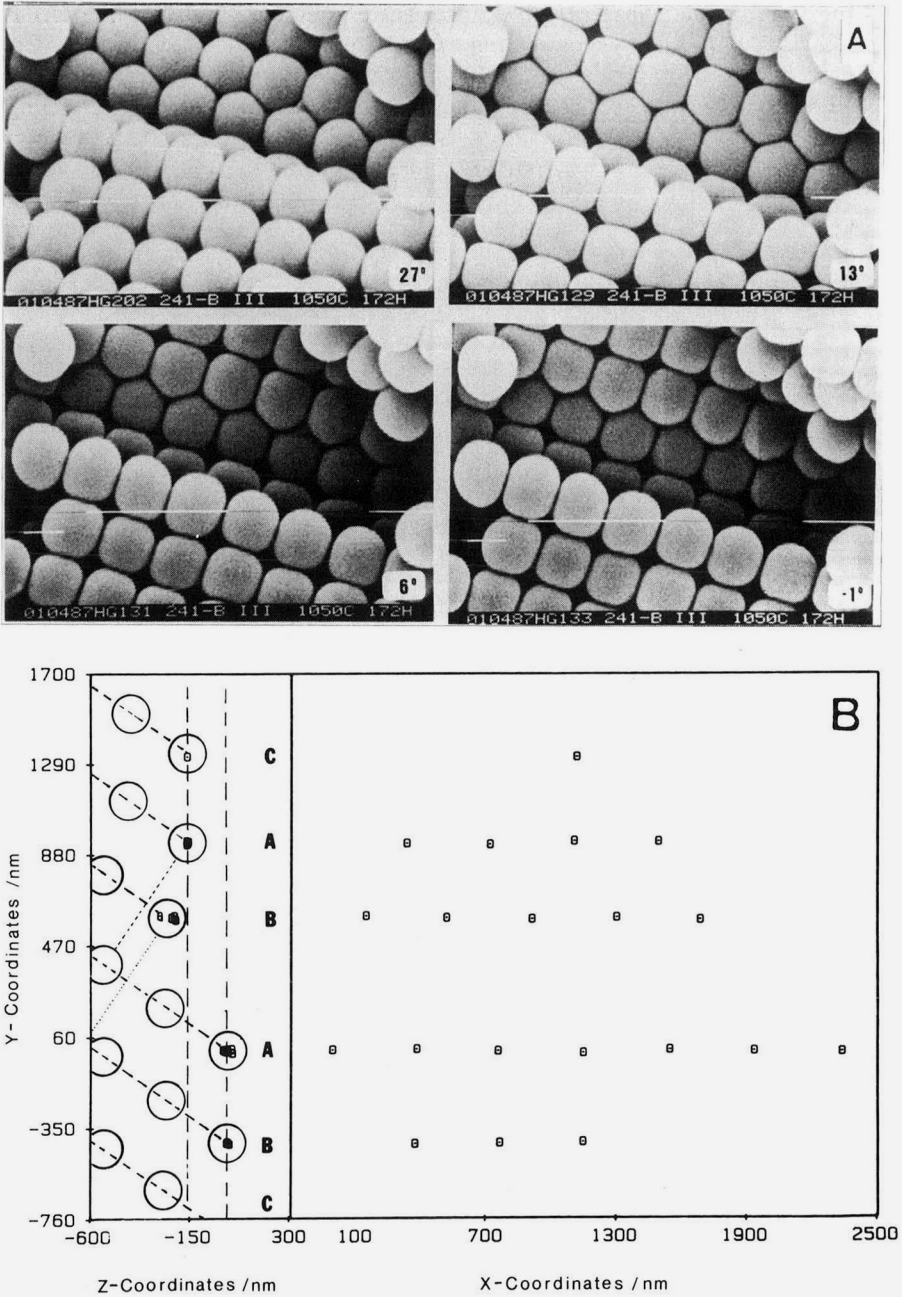 A
27°
13°
010487HG202 241-B III 1050C 172H
010487HG129 241-B III 1050C 172H
6°
-1°
010487HG131 241-B III 1050C 172H
010487HG133 241-B III 1050C 172H
B
1700
1290
880
470
60
-350
-760
Y-Coordinates /nm
C
A
B
A
B
C
-600
-150
300
100
700
1300
1900
2500
Z-Coordinates /nm
X-Coordinates /nm